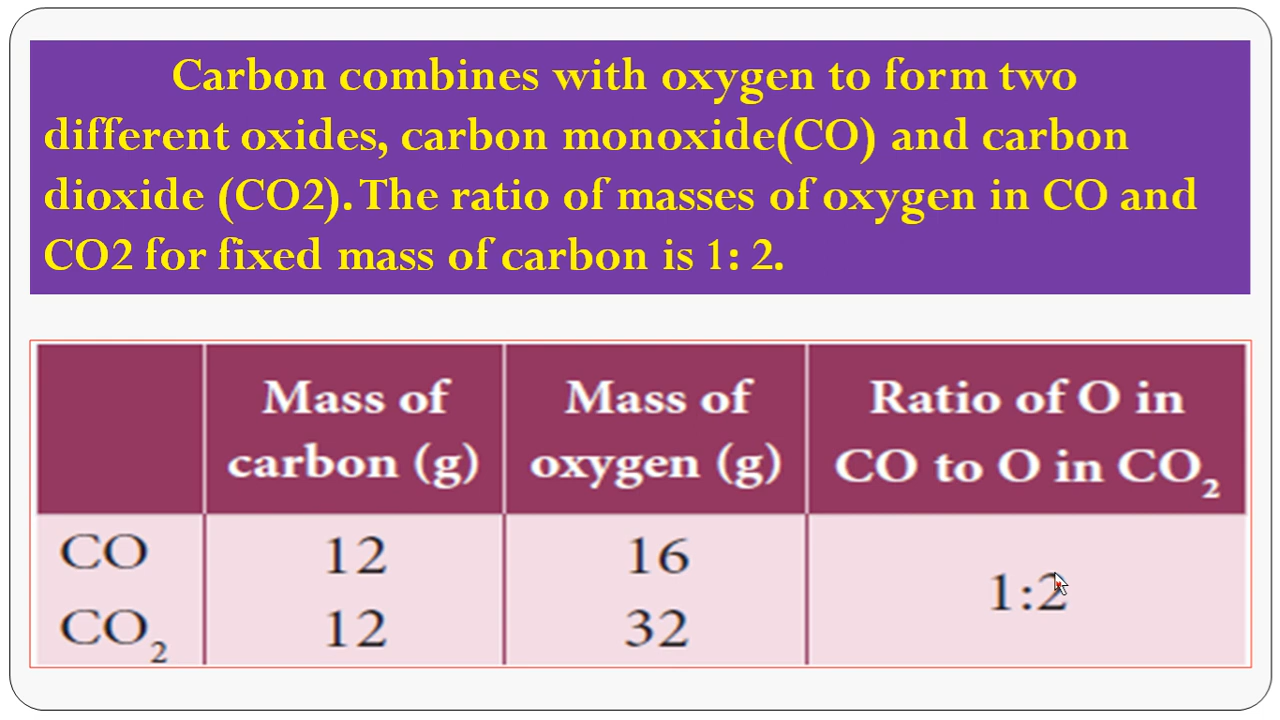 Carbon combines with oxygen to form two
different oxides, carbon monoxide(CO) and carbon
dioxide (CO2). The ratio of masses of oxygen in CO and
CO2 for fixed mass of carbon is 1: 2.
Mass of carbon (g)
Mass of oxygen (g)
Ratio of O in CO to O in CO₂
CO 12 16
1:2
CO₂ 12 32